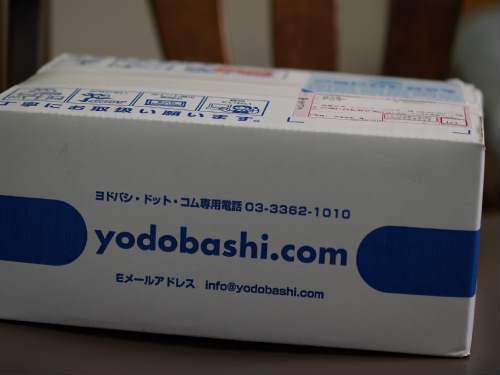 丁寧にお取扱い願います。
ヨドバシ・ドット・コム専用電話 03-3362-1010
yodobashi.com
Eメールアドレス info@yodobashi.com